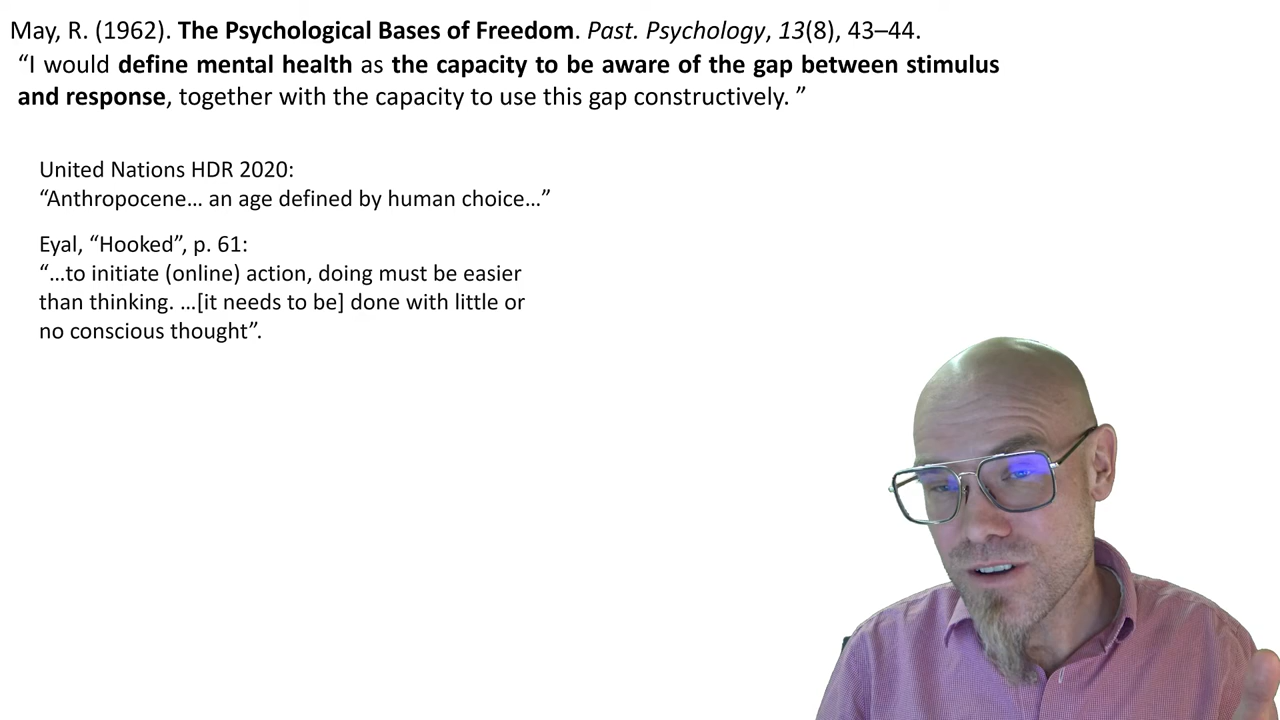 May, R. (1962). The Psychological Bases of Freedom. Past. Psychology, 13(8), 43–44.
“I would define mental health as the capacity to be aware of the gap between stimulus
and response, together with the capacity to use this gap constructively. ”
United Nations HDR 2020:
“Anthropocene… an age defined by human choice…”
Eyal, “Hooked”, p. 61:
“…to initiate (online) action, doing must be easier
than thinking. …[it needs to be] done with little or
no conscious thought”.